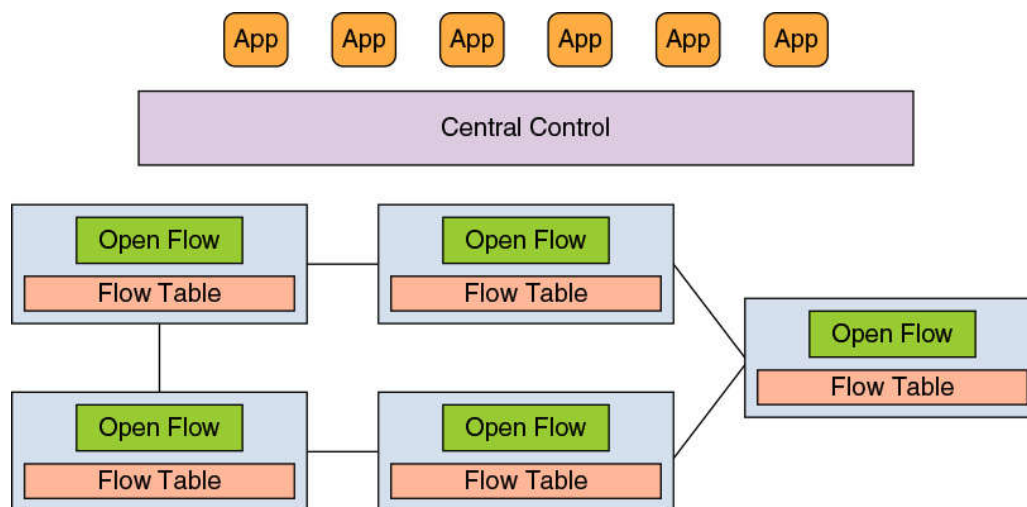 App App App App App App
Central Control
Open Flow Open Flow
Flow Table Flow Table
Open Flow
Flow Table
Open Flow Open Flow
Flow Table Flow Table